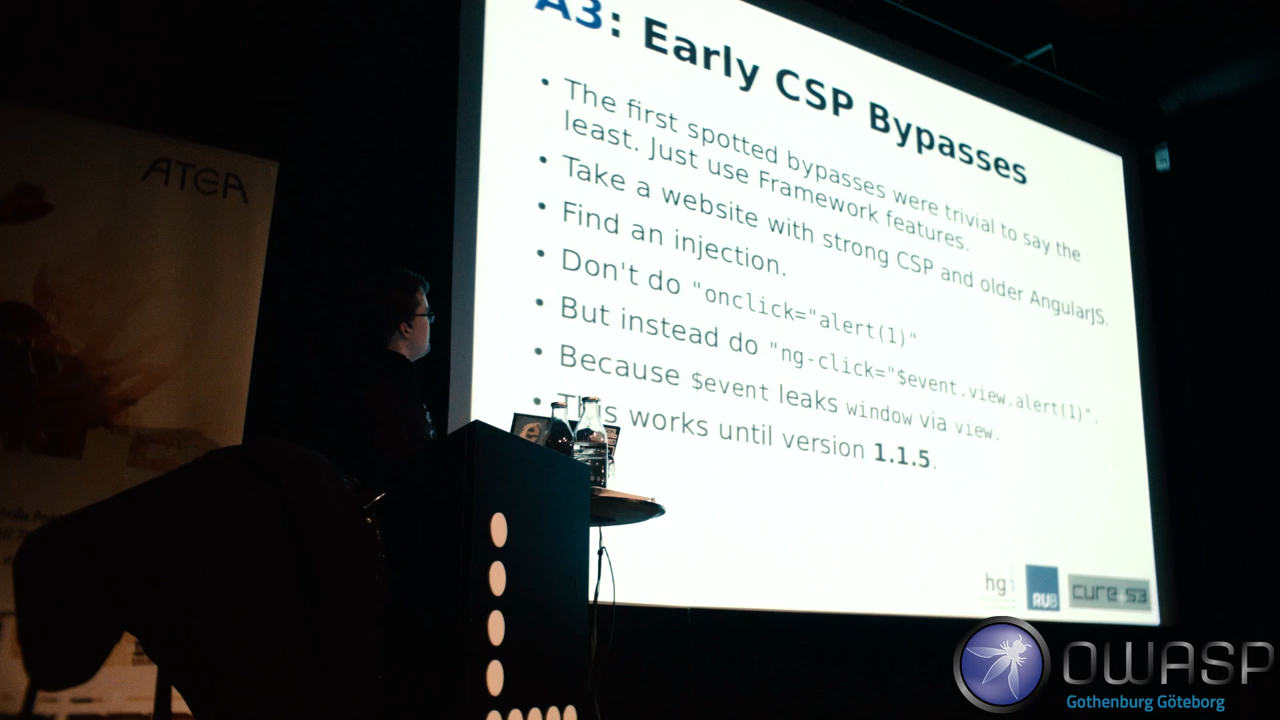 A3: Early CSP Bypasses
• The first spotted bypasses were trivial to say the
least. Just use Framework features.
• Take a website with strong CSP and older AngularJS.
• Find an injection.
• Don't do "onclick="alert(1)"
• But instead do "ng-click="$event.view.alert(1)".
• Because $event leaks window via view.
• This works until version 1.1.5.
ATEA
hgi
RUB
cure53
OWASP
Gothenburg Göteborg